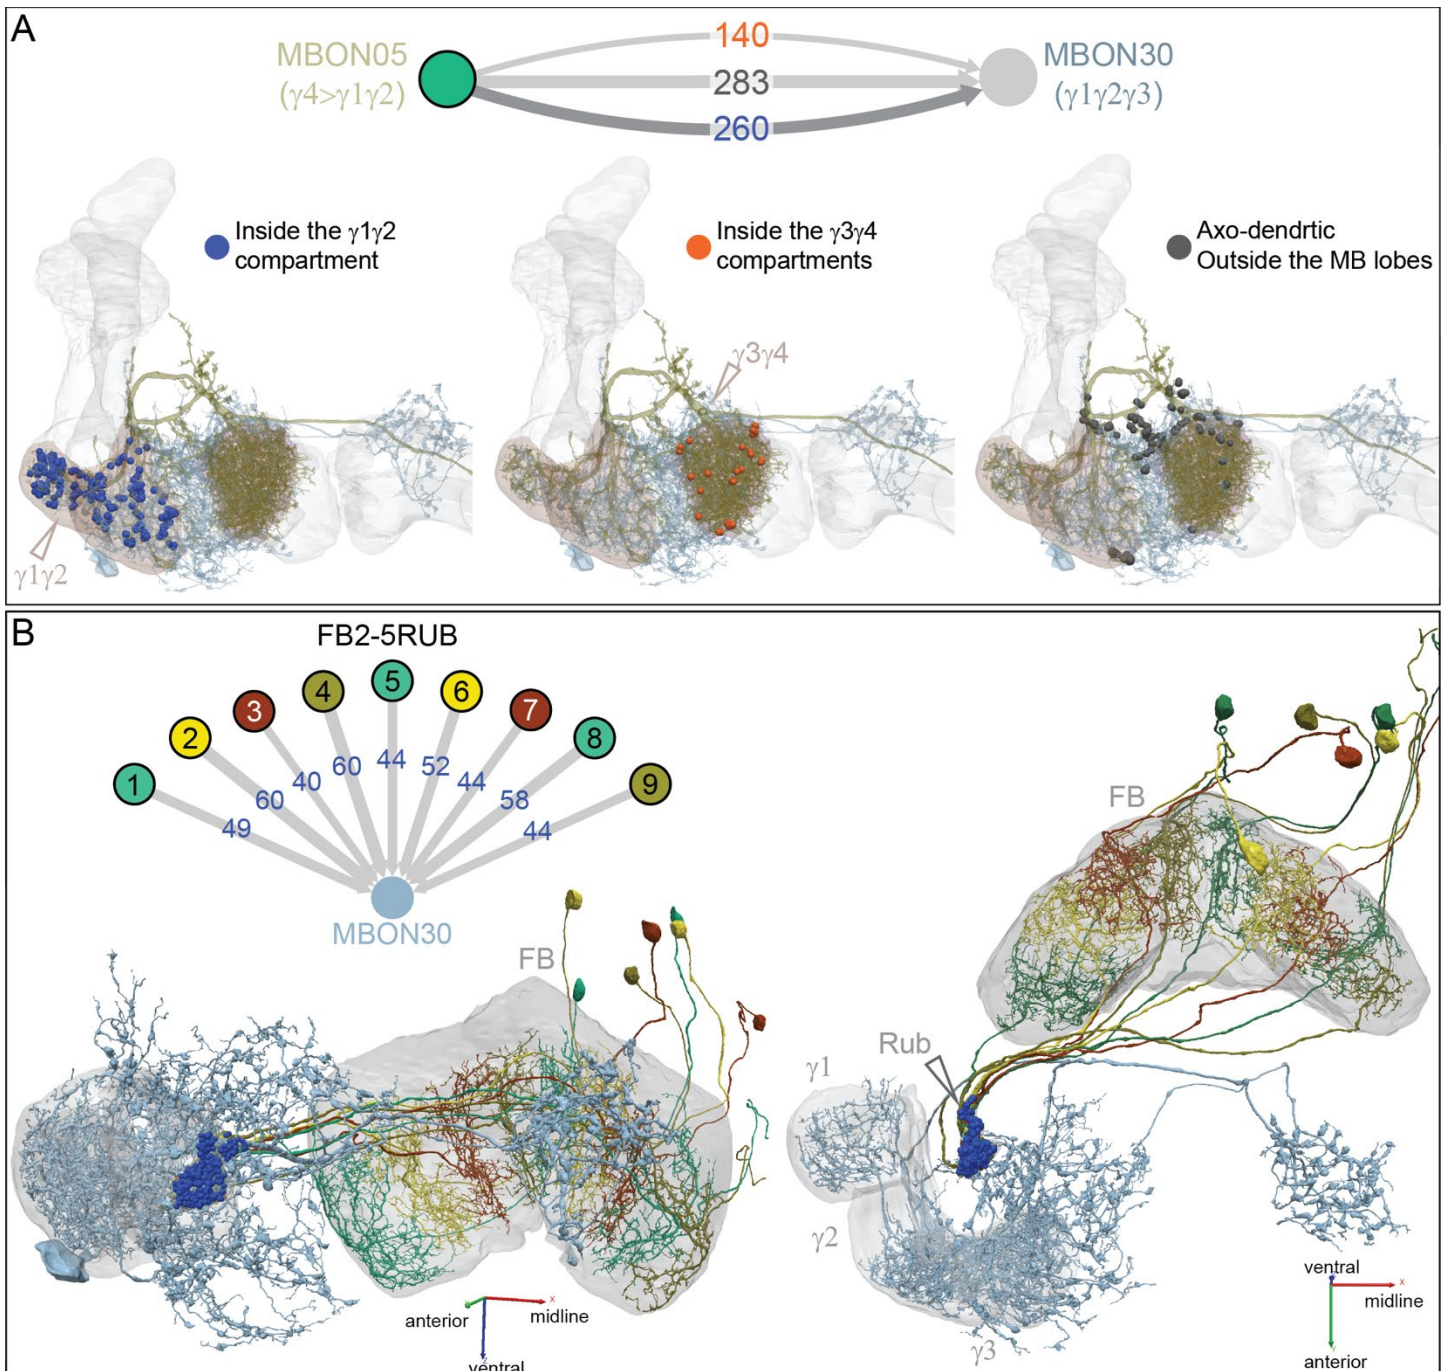 A
MBON05
(γ4>γ1γ2)
140
283
260
MBON30
(γ1γ2γ3)
Inside the γ1γ2
compartment
Inside the γ3γ4
compartments
Axo-dendrtic
Outside the MB lobes
γ3γ4
γ1γ2
B
FB2-5RUB
1
2
3
4
5
6
7
8
9
49
60
40
60
44
52
44
58
44
MBON30
FB
FB
Rub
γ1
γ2
γ3
anterior
x
midline
ventral
ventral
x
midline
anterior